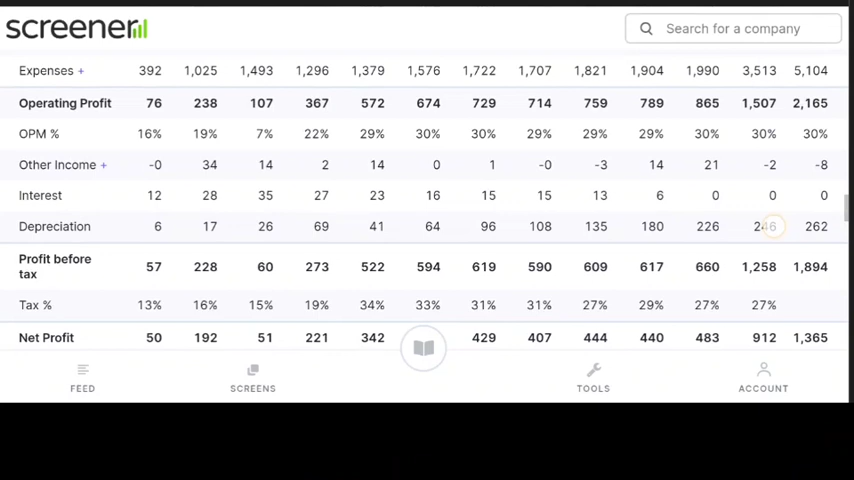 screener
Search for a company
Expenses + 392 1,025 1,493 1,296 1,379 1,576 1,722 1,707 1,821 1,904 1,990 3,513 5,104
Operating Profit 76 238 107 367 572 674 729 714 759 789 865 1,507 2,165
OPM % 16% 19% 7% 22% 29% 30% 30% 29% 29% 29% 30% 30% 30%
Other Income + -0 34 14 2 14 0 1 -0 -3 14 21 -2 -8
Interest 12 28 35 27 23 16 15 15 13 6 0 0 0
Depreciation 6 17 26 69 41 64 96 108 135 180 226 246 262
Profit before
tax 57 228 60 273 522 594 619 590 609 617 660 1,258 1,894
Tax % 13% 16% 15% 19% 34% 33% 31% 31% 27% 29% 27% 27%
Net Profit 50 192 51 221 342 429 407 444 440 483 912 1,365
FEED SCREENS TOOLS ACCOUNT